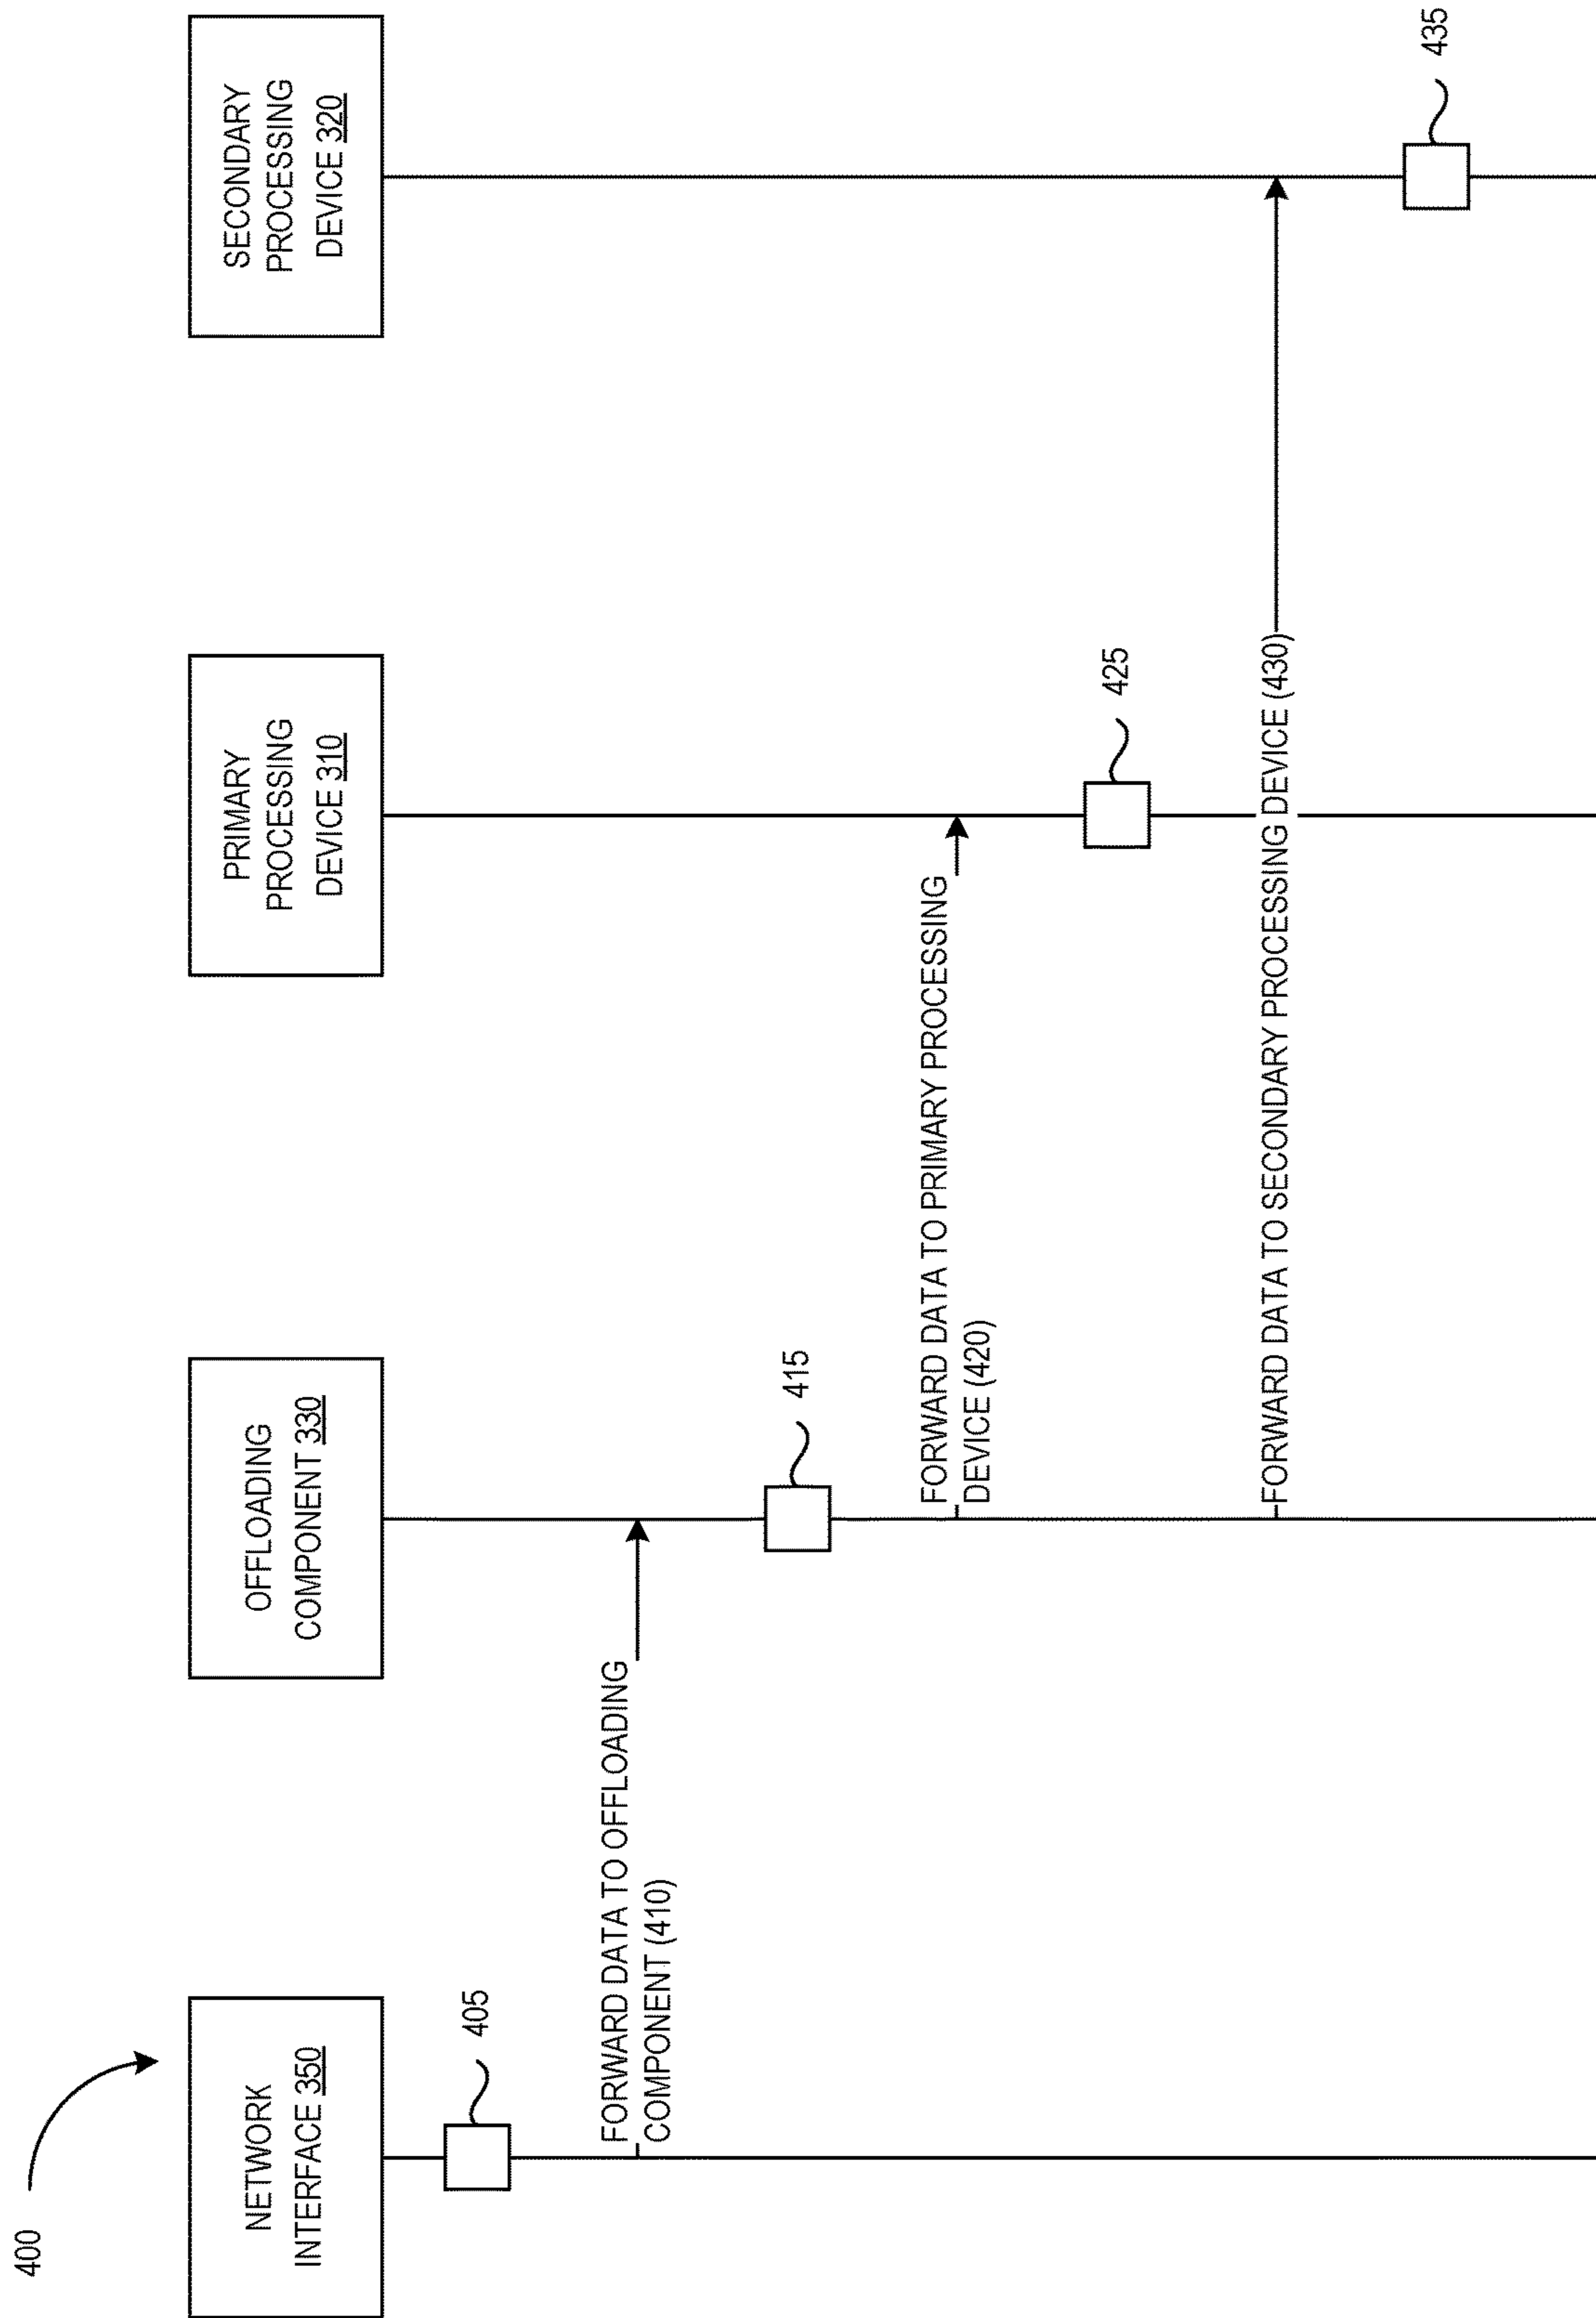 400
NETWORK
INTERFACE 350
OFFLOADING
COMPONENT 330
PRIMARY
PROCESSING
DEVICE 310
SECONDARY
PROCESSING
DEVICE 320
405
FORWARD DATA TO OFFLOADING
COMPONENT (410)
415
FORWARD DATA TO PRIMARY PROCESSING
DEVICE (420)
425
FORWARD DATA TO SECONDARY PROCESSING DEVICE (430)
435